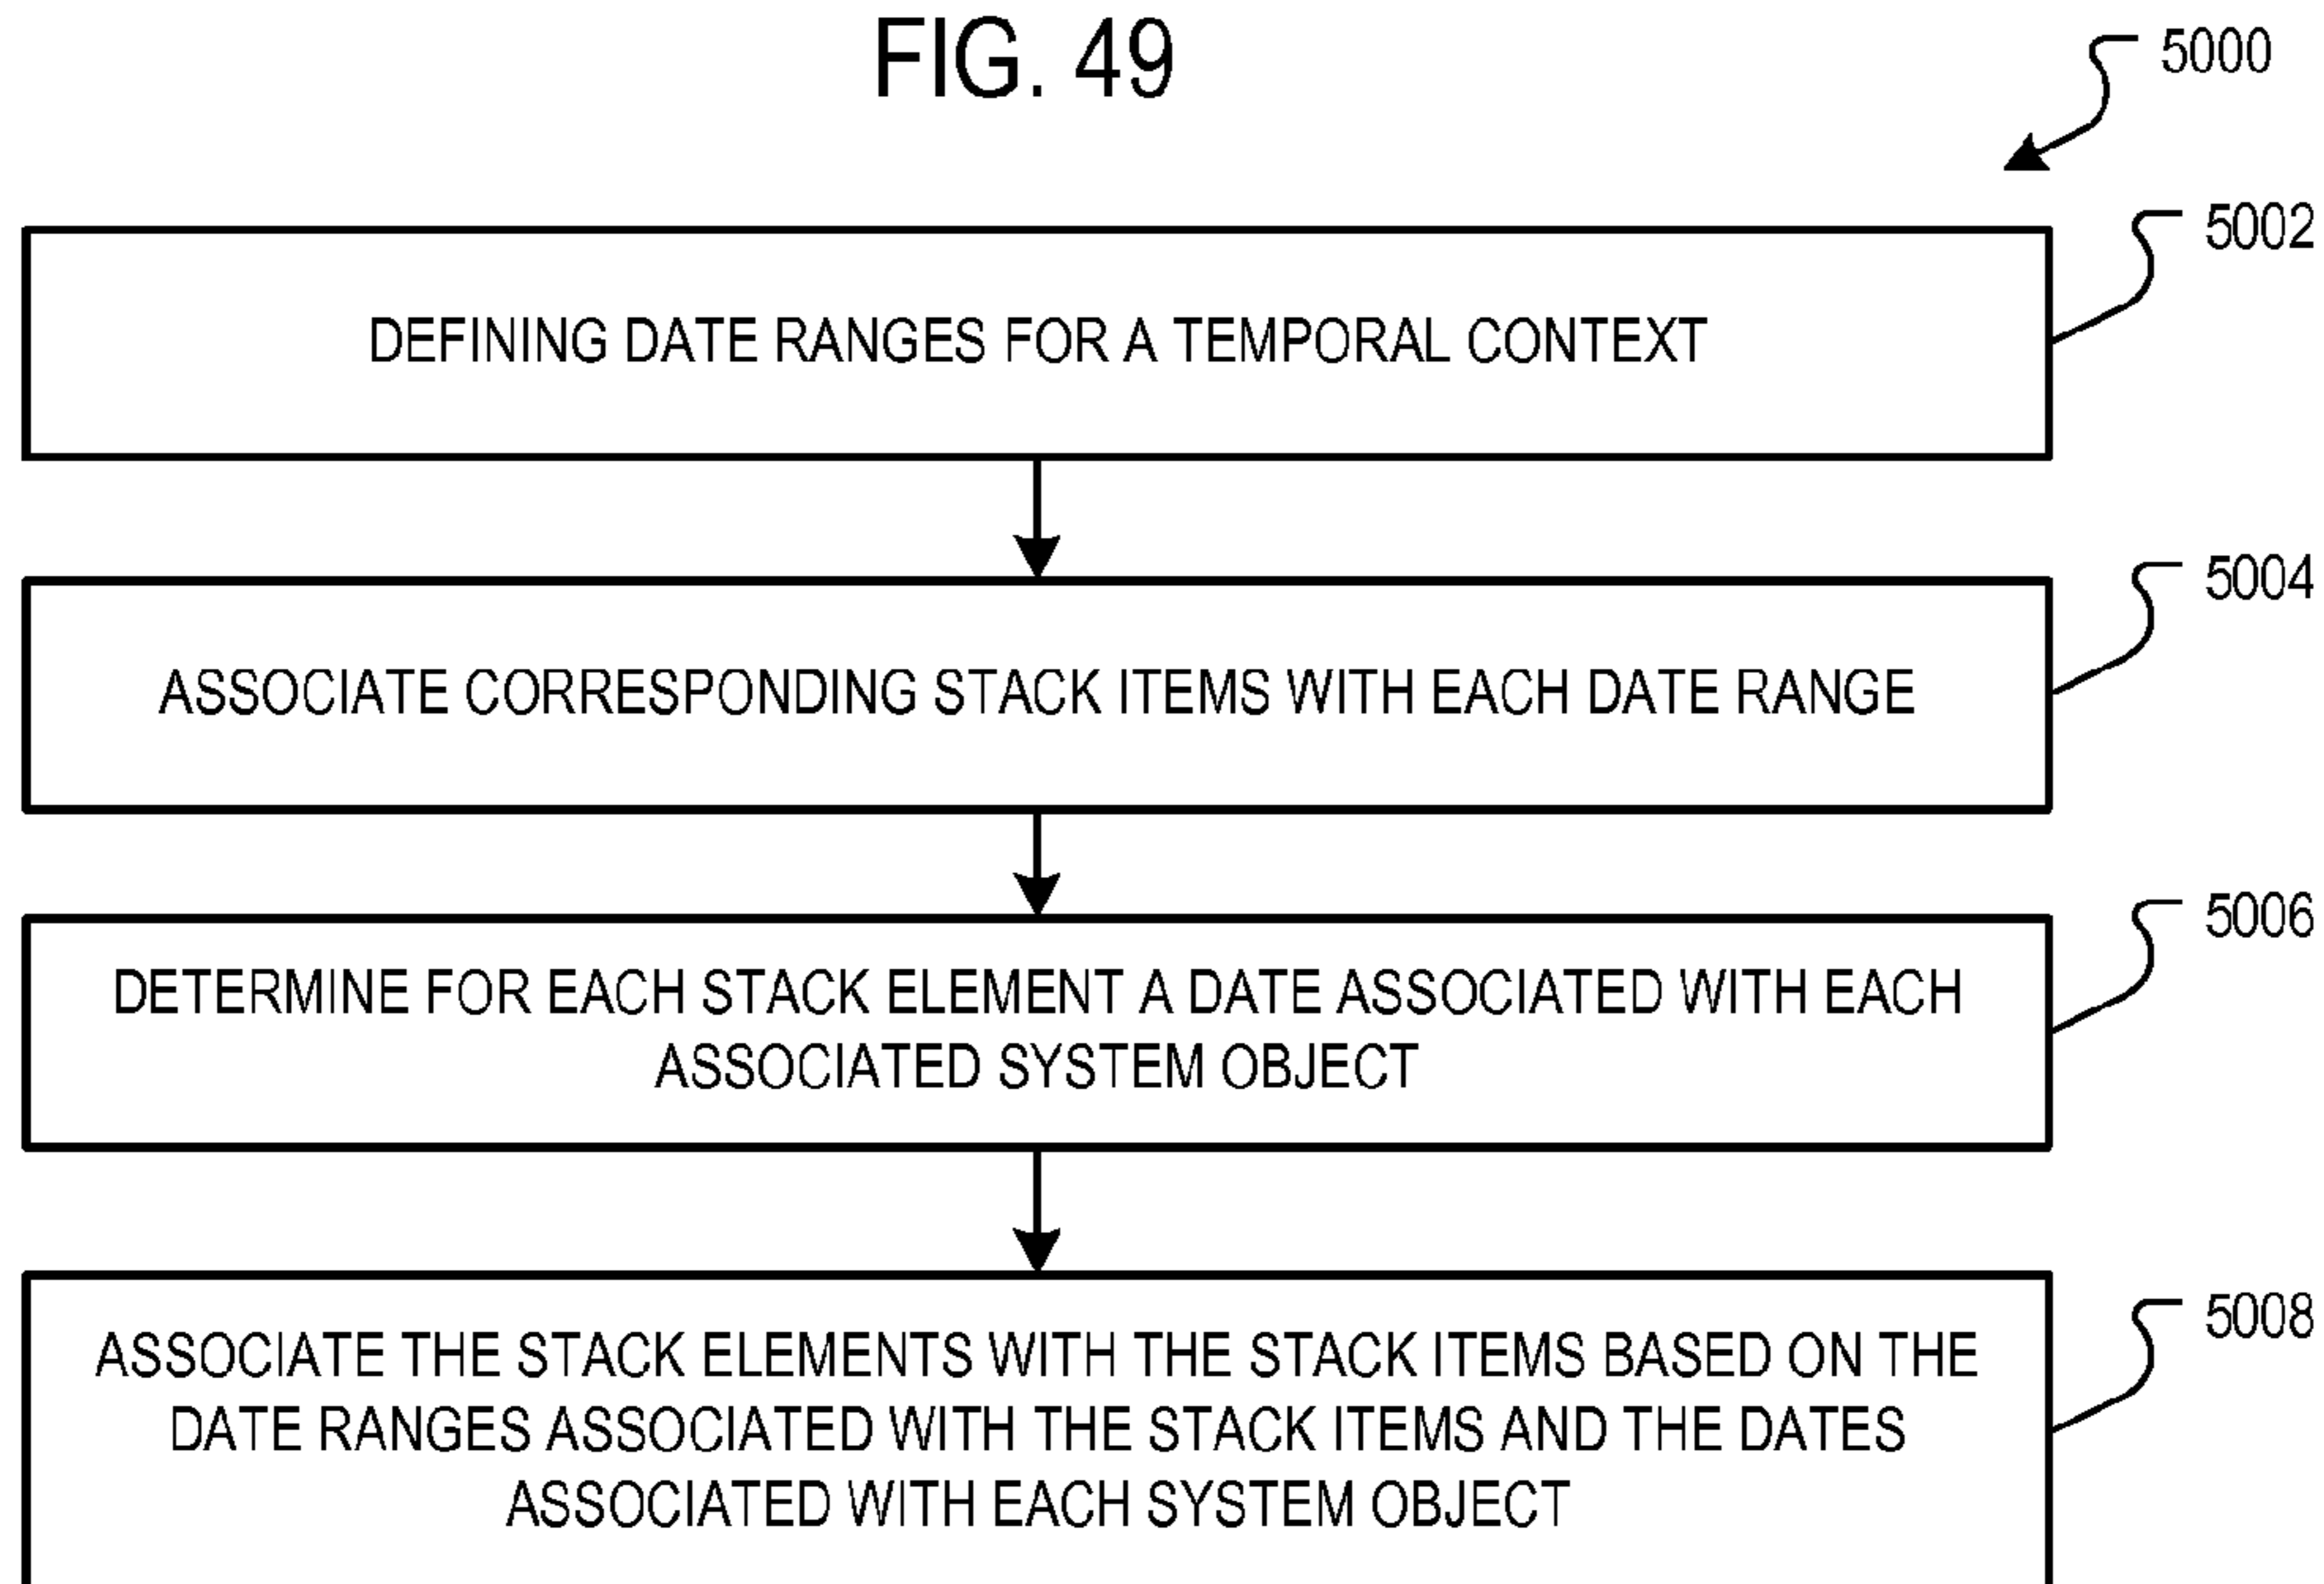 FIG. 49
5000
5002
DEFINING DATE RANGES FOR A TEMPORAL CONTEXT
5004
ASSOCIATE CORRESPONDING STACK ITEMS WITH EACH DATE RANGE
5006
DETERMINE FOR EACH STACK ELEMENT A DATE ASSOCIATED WITH EACH
ASSOCIATED SYSTEM OBJECT
5008
ASSOCIATE THE STACK ELEMENTS WITH THE STACK ITEMS BASED ON THE
DATE RANGES ASSOCIATED WITH THE STACK ITEMS AND THE DATES
ASSOCIATED WITH EACH SYSTEM OBJECT